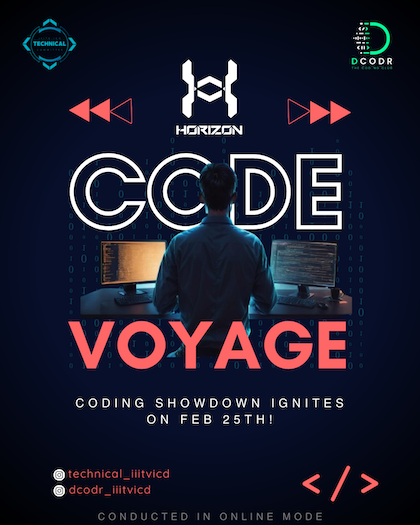 TECHNICAL
DCODR
THE CODING CLUB
HORIZON
CODE
VOYAGE
CODING SHOWDOWN IGNITES
ON FEB 25TH!
technical_iiitvicd
dcodr_iiitvicd
</>
CONDUCTED IN ONLINE MODE